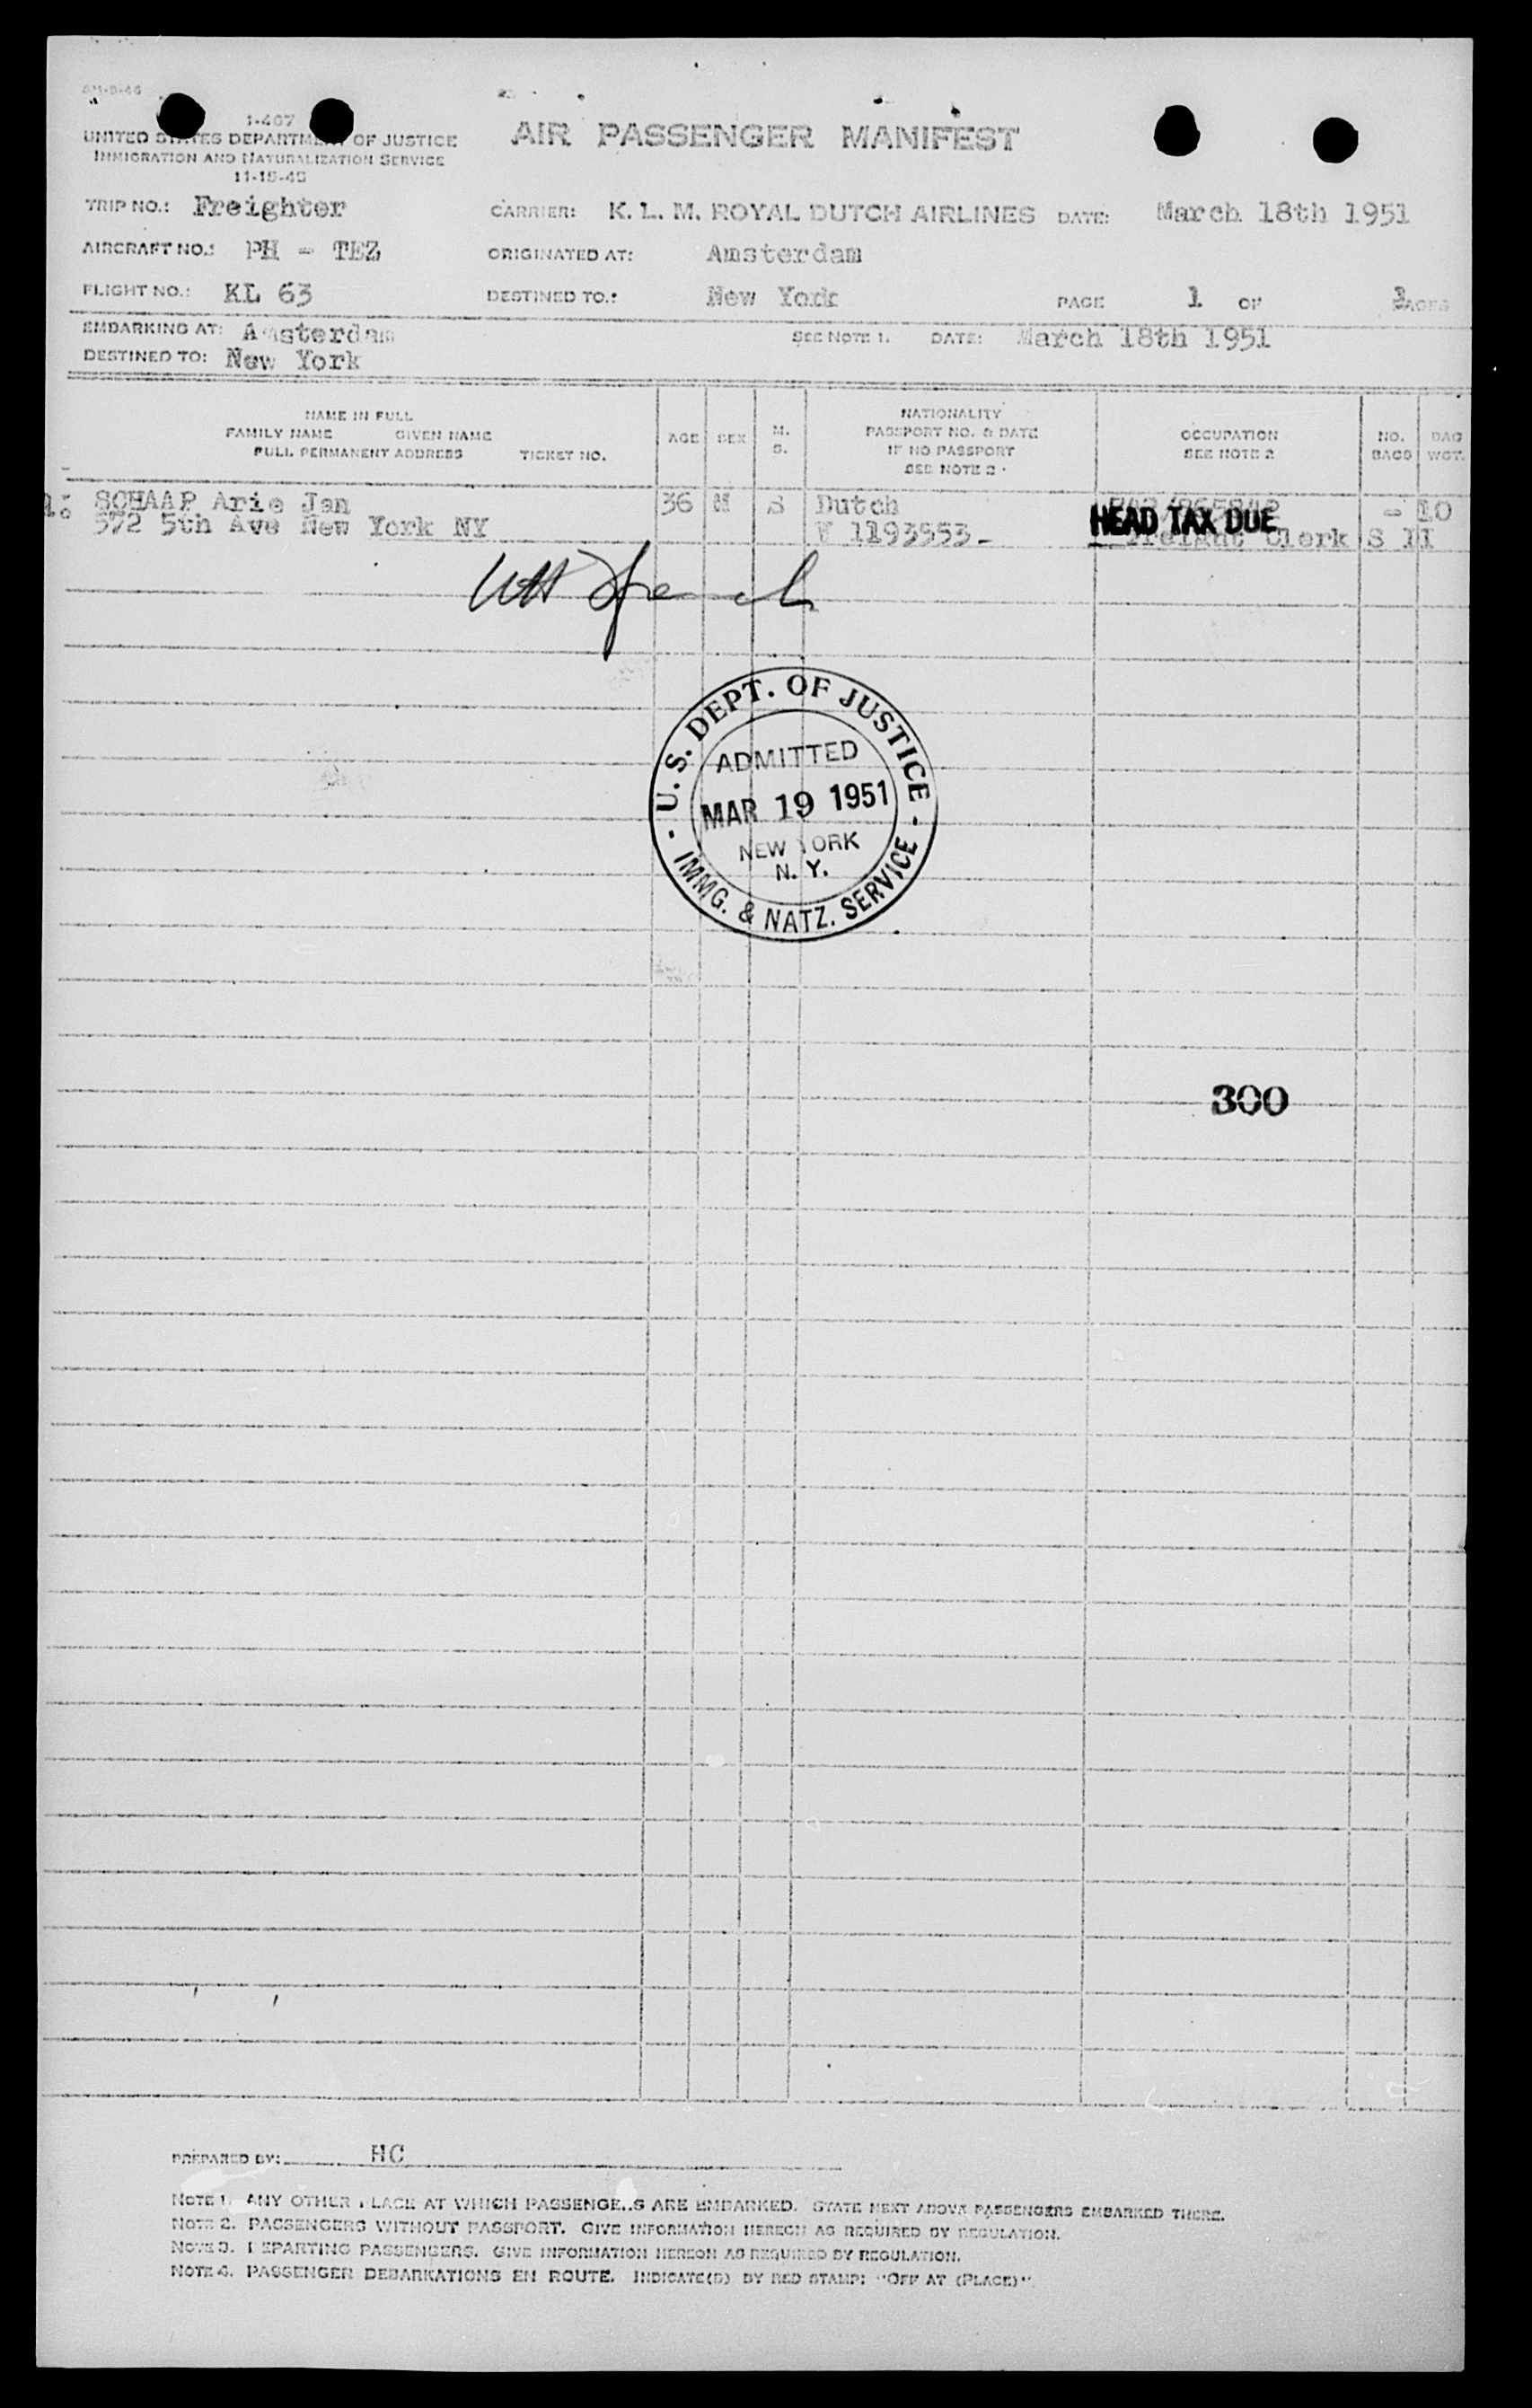 I-407
UNITED STATES DEPARTMENT OF JUSTICE
IMMIGRATION AND NATURALIZATION SERVICE
AIR PASSENGER MANIFEST
TRIP NO.: Freighter CARRIER: K. L. M. ROYAL DUTCH AIRLINES DATE: March 18th 1951
AIRCRAFT NO.: PH - TEZ ORIGINATED AT: Amsterdam
FLIGHT NO.: KL 63 DESTINED TO.: New York PAGE 1 OF PAGES
EMBARKING AT: Amsterdam SEE NOTE 1. DATE: March 18th 1951
DESTINED TO: New York
NAME IN FULL
FAMILY NAME GIVEN NAME
FULL PERMANENT ADDRESS TICKET NO.
AGE SEX M. S.
NATIONALITY
PASSPORT NO. & DATE
IF NO PASSPORT
SEE NOTE 2
OCCUPATION
SEE NOTE 2
NO. BAGS
BAG WGT.
SCHAAP Arie Jan 36 M S Dutch - 10
572 5th Ave New York NY 1193553 - Freight Clerk S II
HEAD TAX DUE
U.S. DEPT. OF JUSTICE
ADMITTED
MAR 19 1951
NEW YORK
N. Y.
IMMG. & NATZ. SERVICE
300
PREPARED BY: HC
NOTE 1. ANY OTHER PLACE AT WHICH PASSENGERS ARE EMBARKED. STATE NEXT ABOVE PASSENGERS EMBARKED THERE.
NOTE 2. PASSENGERS WITHOUT PASSPORT. GIVE INFORMATION HEREON AS REQUIRED BY REGULATION.
NOTE 3. DEPARTING PASSENGERS. GIVE INFORMATION HEREON AS REQUIRED BY REGULATION.
NOTE 4. PASSENGER DEBARKATIONS EN ROUTE. INDICATE(D) BY RED STAMP: "OFF AT (PLACE)"